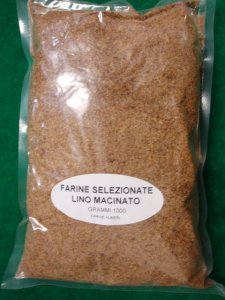 FARINE SELEZIONATE
LINO MACINATO
GRAMMI 1000